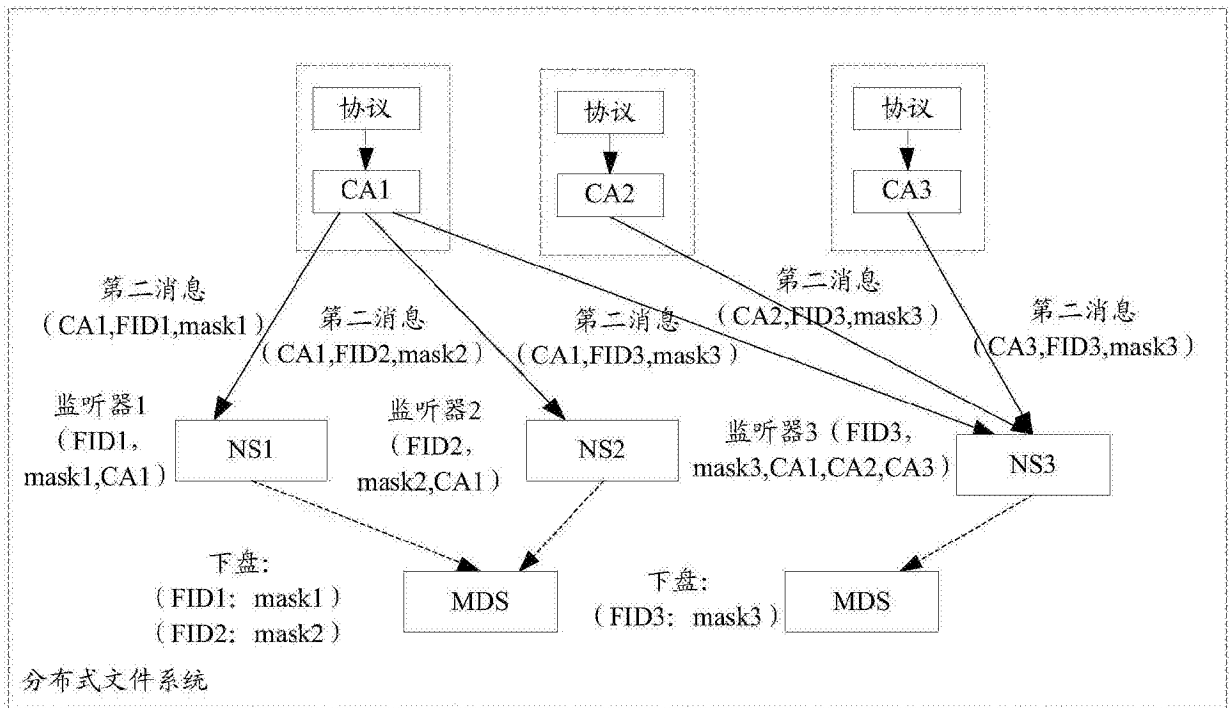 协议
协议
协议
CA1
CA2
CA3
第二消息
（CA1,FID1,mask1）
第二消息
（CA1,FID2,mask2）
第二消息
（CA1,FID3,mask3）
第二消息
（CA2,FID3,mask3）
第二消息
（CA3,FID3,mask3）
监听器1
（FID1，
mask1,CA1）
NS1
监听器2
（FID2，
mask2,CA1）
NS2
监听器3（FID3，
mask3,CA1,CA2,CA3）
NS3
下盘：
（FID1：mask1）
（FID2：mask2）
MDS
下盘：
（FID3：mask3）
MDS
分布式文件系统